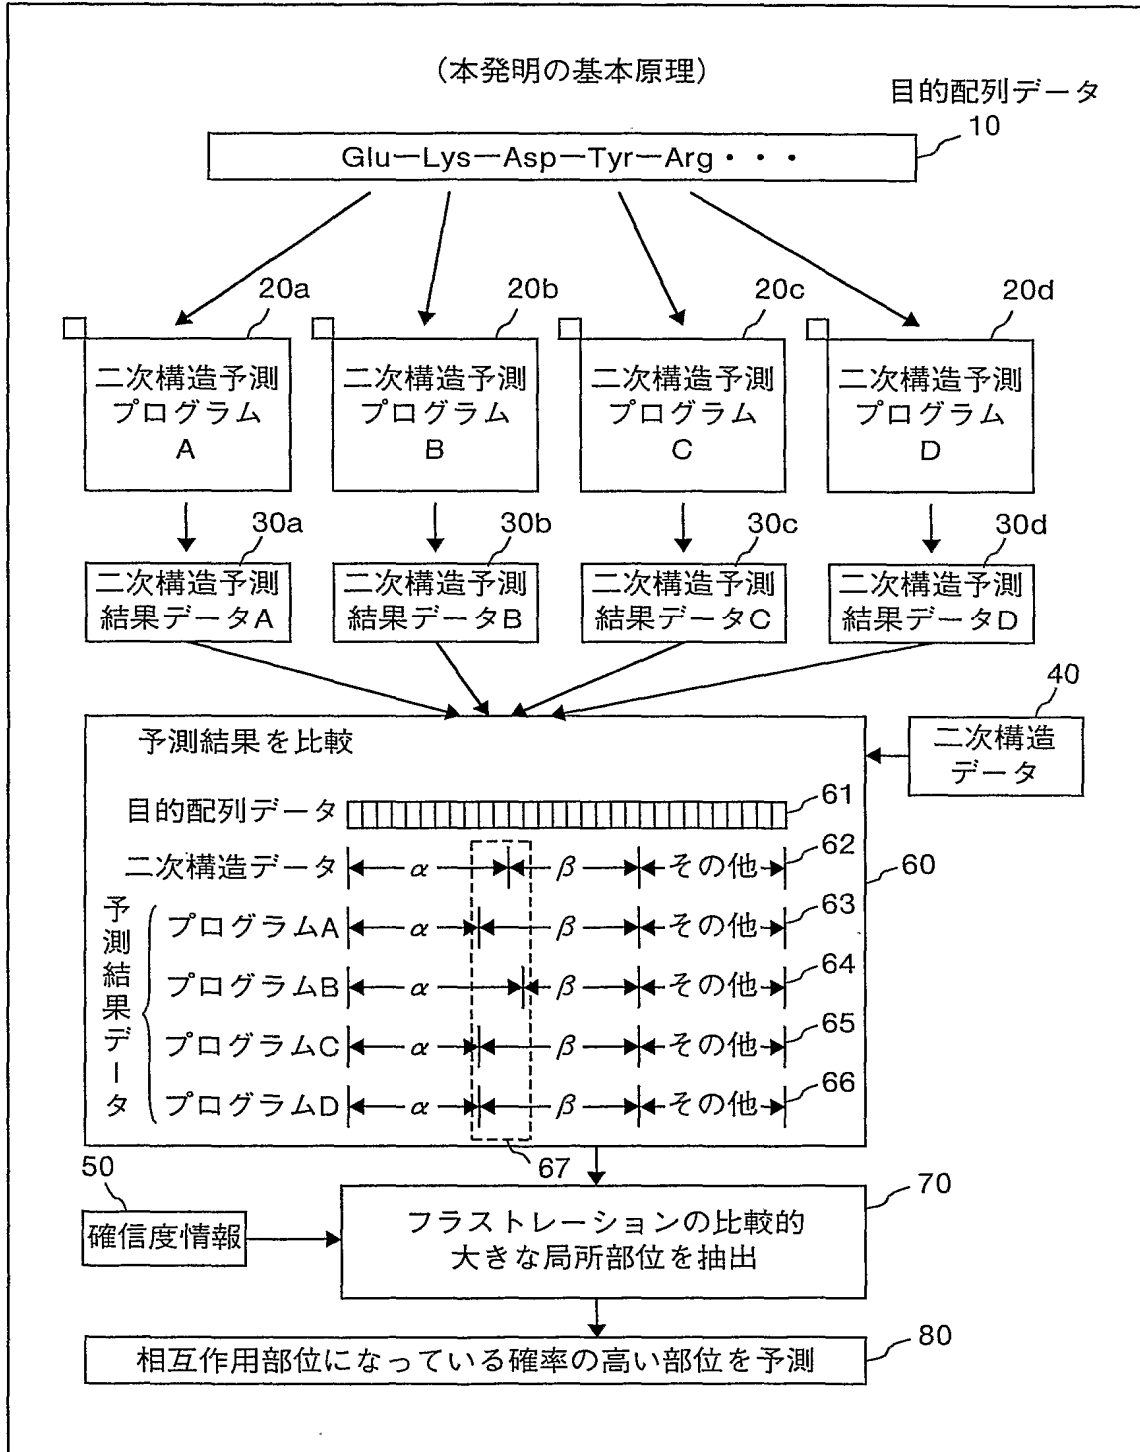 (本発明の基本原理)
目的配列データ
10
Glu—Lys—Asp—Tyr—Arg・・・
20a
20b
20c
20d
二次構造予測
プログラム
A
二次構造予測
プログラム
B
二次構造予測
プログラム
C
二次構造予測
プログラム
D
30a
30b
30c
30d
二次構造予測
結果データA
二次構造予測
結果データB
二次構造予測
結果データC
二次構造予測
結果データD
40
二次構造
データ
予測結果を比較
目的配列データ
61
二次構造データ α β その他 62
60
予測結果データ
プログラムA α β その他 63
プログラムB α β その他 64
プログラムC α β その他 65
プログラムD α β その他 66
67
50
確信度情報
70
フラストレーションの比較的
大きな局所部位を抽出
80
相互作用部位になっている確率の高い部位を予測